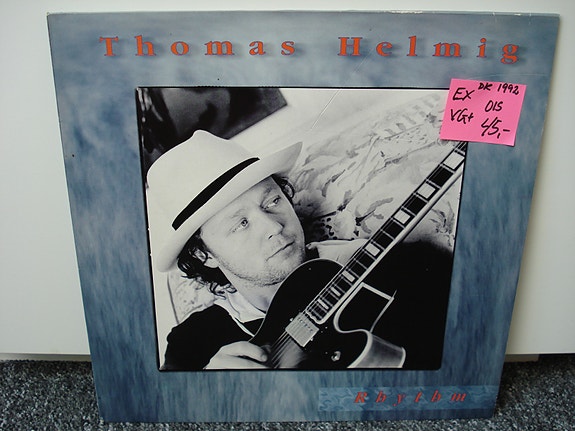 Thomas Helmig
DK 1992
EX OIS
VG+ 45,-
Rhythm